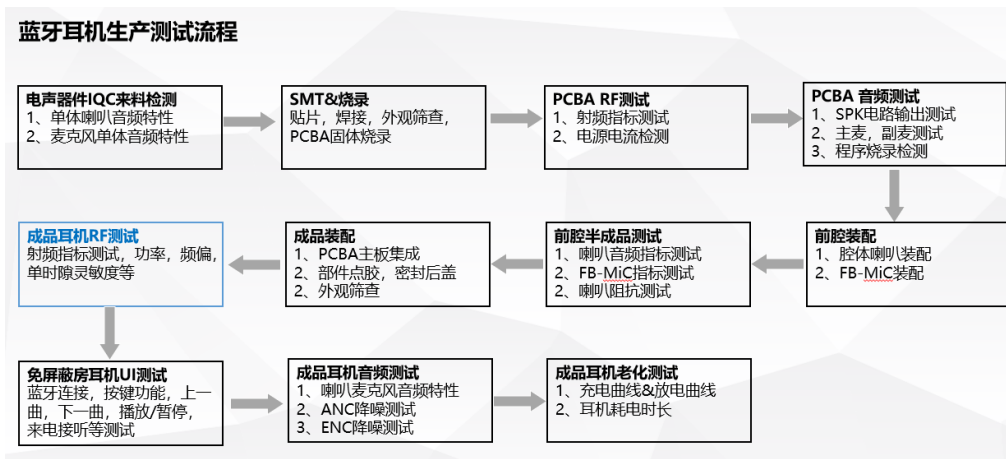 蓝牙耳机生产测试流程
电声器件IQC来料检测
1、单体喇叭音频特性
2、麦克风单体音频特性
SMT&烧录
贴片，焊接，外观筛查，
PCBA固体烧录
PCBA RF测试
1、射频指标测试
2、电源电流检测
PCBA 音频测试
1、SPK电路输出测试
2、主麦，副麦测试
3、程序烧录检测
前腔装配
1、腔体喇叭装配
2、FB-MiC装配
前腔半成品测试
1、喇叭音频指标测试
2、FB-MiC指标测试
2、喇叭阻抗测试
成品装配
1、PCBA主板集成
2、部件点胶，密封后盖
2、外观筛查
成品耳机RF测试
射频指标测试，功率，频偏，
单时隙灵敏度等
免屏蔽房耳机UI测试
蓝牙连接，按键功能，上一
曲，下一曲，播放/暂停，
来电接听等测试
成品耳机音频测试
1、喇叭麦克风音频特性
2、ANC降噪测试
3、ENC降噪测试
成品耳机老化测试
1、充电曲线&放电曲线
2、耳机耗电时长